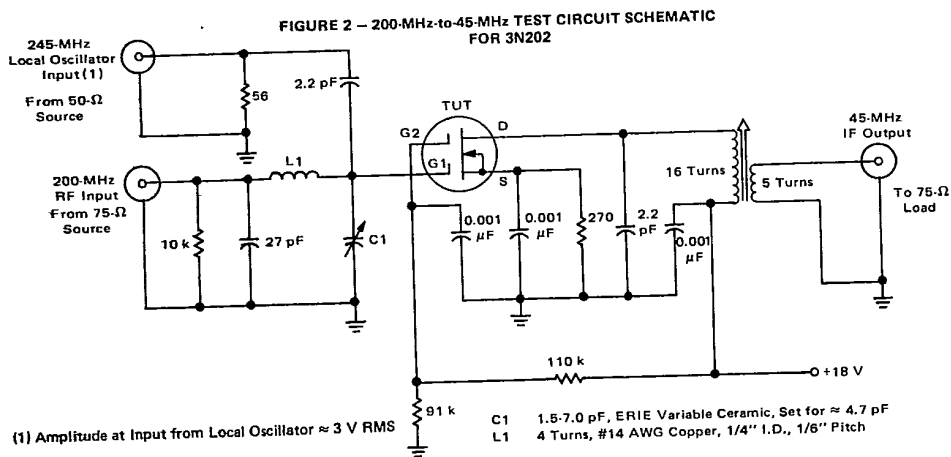 FIGURE 2 – 200-MHz-to-45-MHz TEST CIRCUIT SCHEMATIC
FOR 3N202
245-MHz
Local Oscillator
Input (1)
From 50-Ω
Source
56
2.2 pF
TUT
G2
D
G1
S
L1
200-MHz
RF Input
From 75-Ω
Source
10 k
27 pF
C1
0.001
μF
0.001
μF
270
2.2
pF
0.001
μF
16 Turns
5 Turns
45-MHz
IF Output
To 75-Ω
Load
110 k
+18 V
91 k
(1) Amplitude at Input from Local Oscillator ≈ 3 V RMS
C1 1.5-7.0 pF, ERIE Variable Ceramic, Set for ≈ 4.7 pF
L1 4 Turns, #14 AWG Copper, 1/4" I.D., 1/6" Pitch